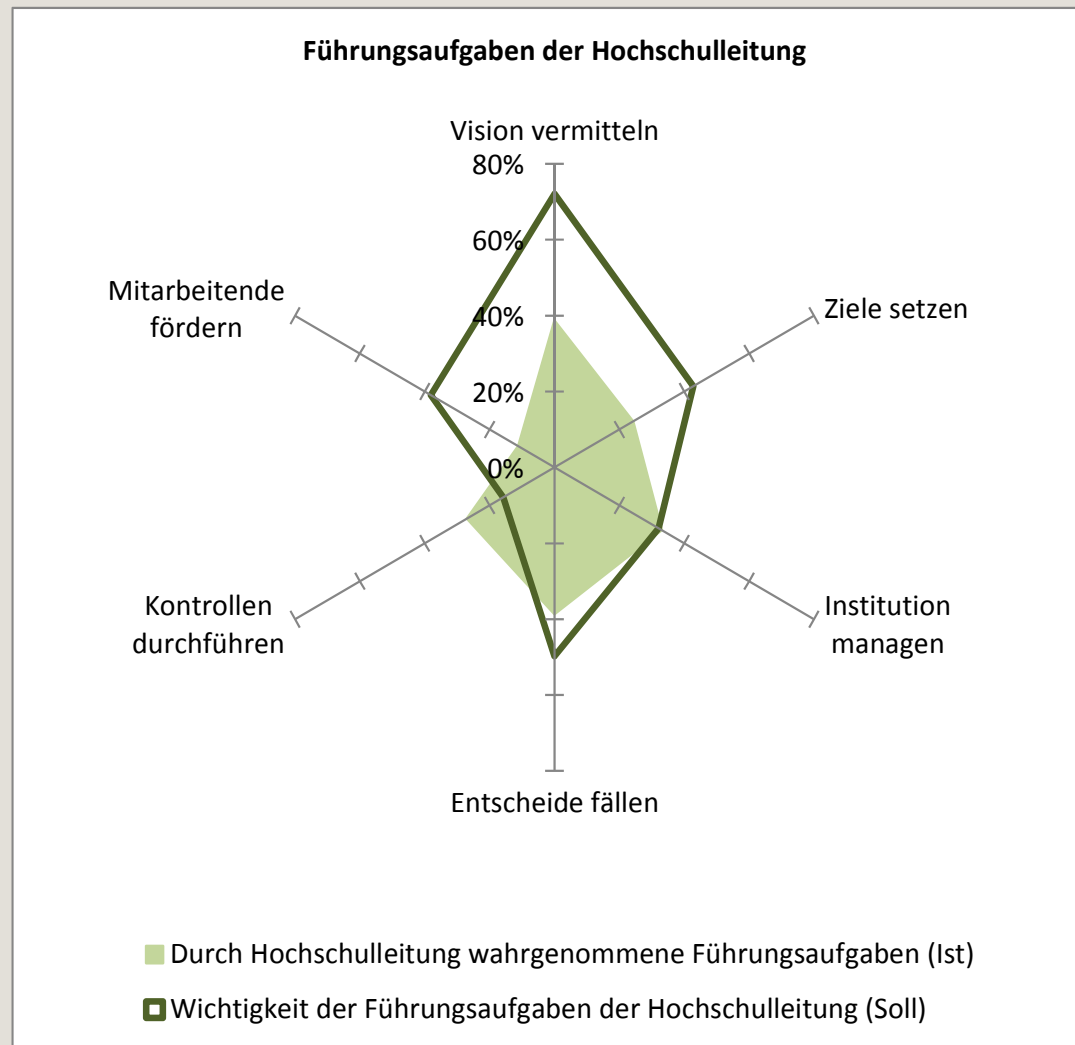 Führungsaufgaben der Hochschulleitung
Vision vermitteln
80%
60%
40%
20%
0%
Ziele setzen
Institution
managen
Entscheide fällen
Kontrollen
durchführen
Mitarbeitende
fördern
Durch Hochschulleitung wahrgenommene Führungsaufgaben (Ist)
Wichtigkeit der Führungsaufgaben der Hochschulleitung (Soll)